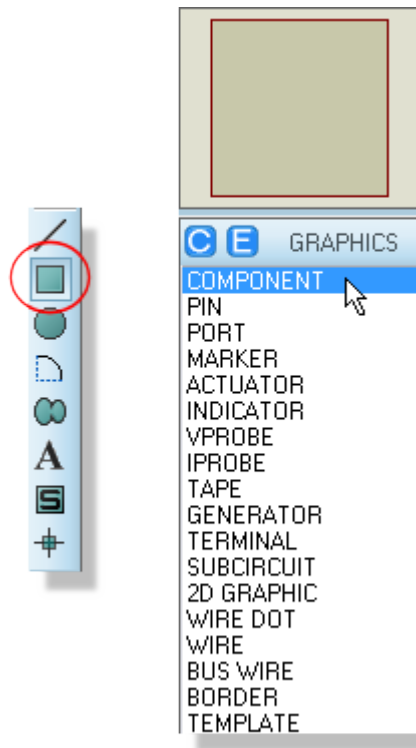 C E GRAPHICS
COMPONENT
PIN
PORT
MARKER
ACTUATOR
INDICATOR
VPROBE
IPROBE
TAPE
GENERATOR
TERMINAL
SUBCIRCUIT
2D GRAPHIC
WIRE DOT
WIRE
BUS WIRE
BORDER
TEMPLATE
A
S